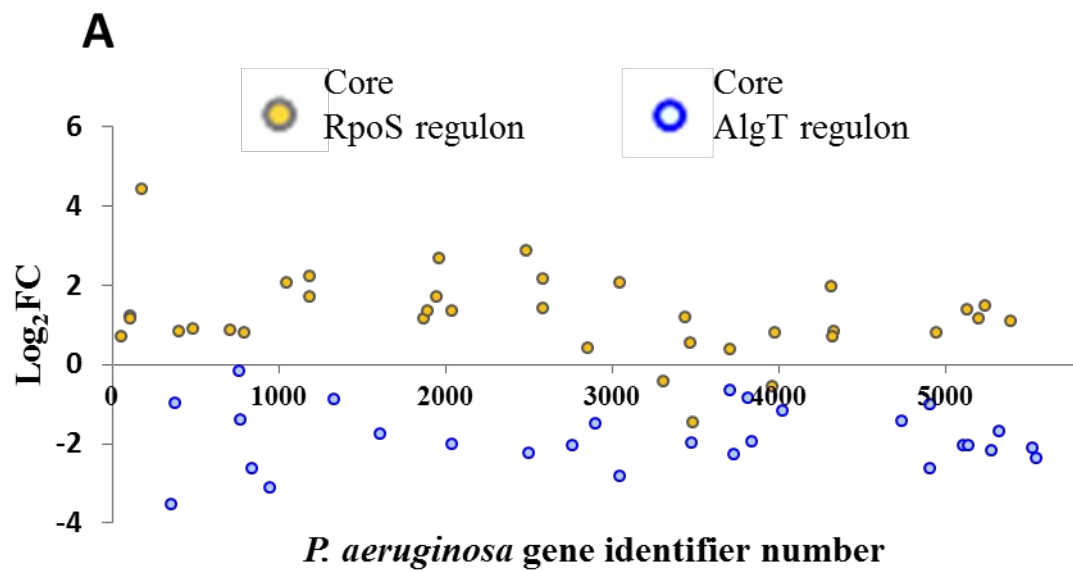 A
Core
RpoS regulon
Core
AlgT regulon
6
4
2
0
-2
-4
Log2FC
0 1000 2000 3000 4000 5000
P. aeruginosa gene identifier number